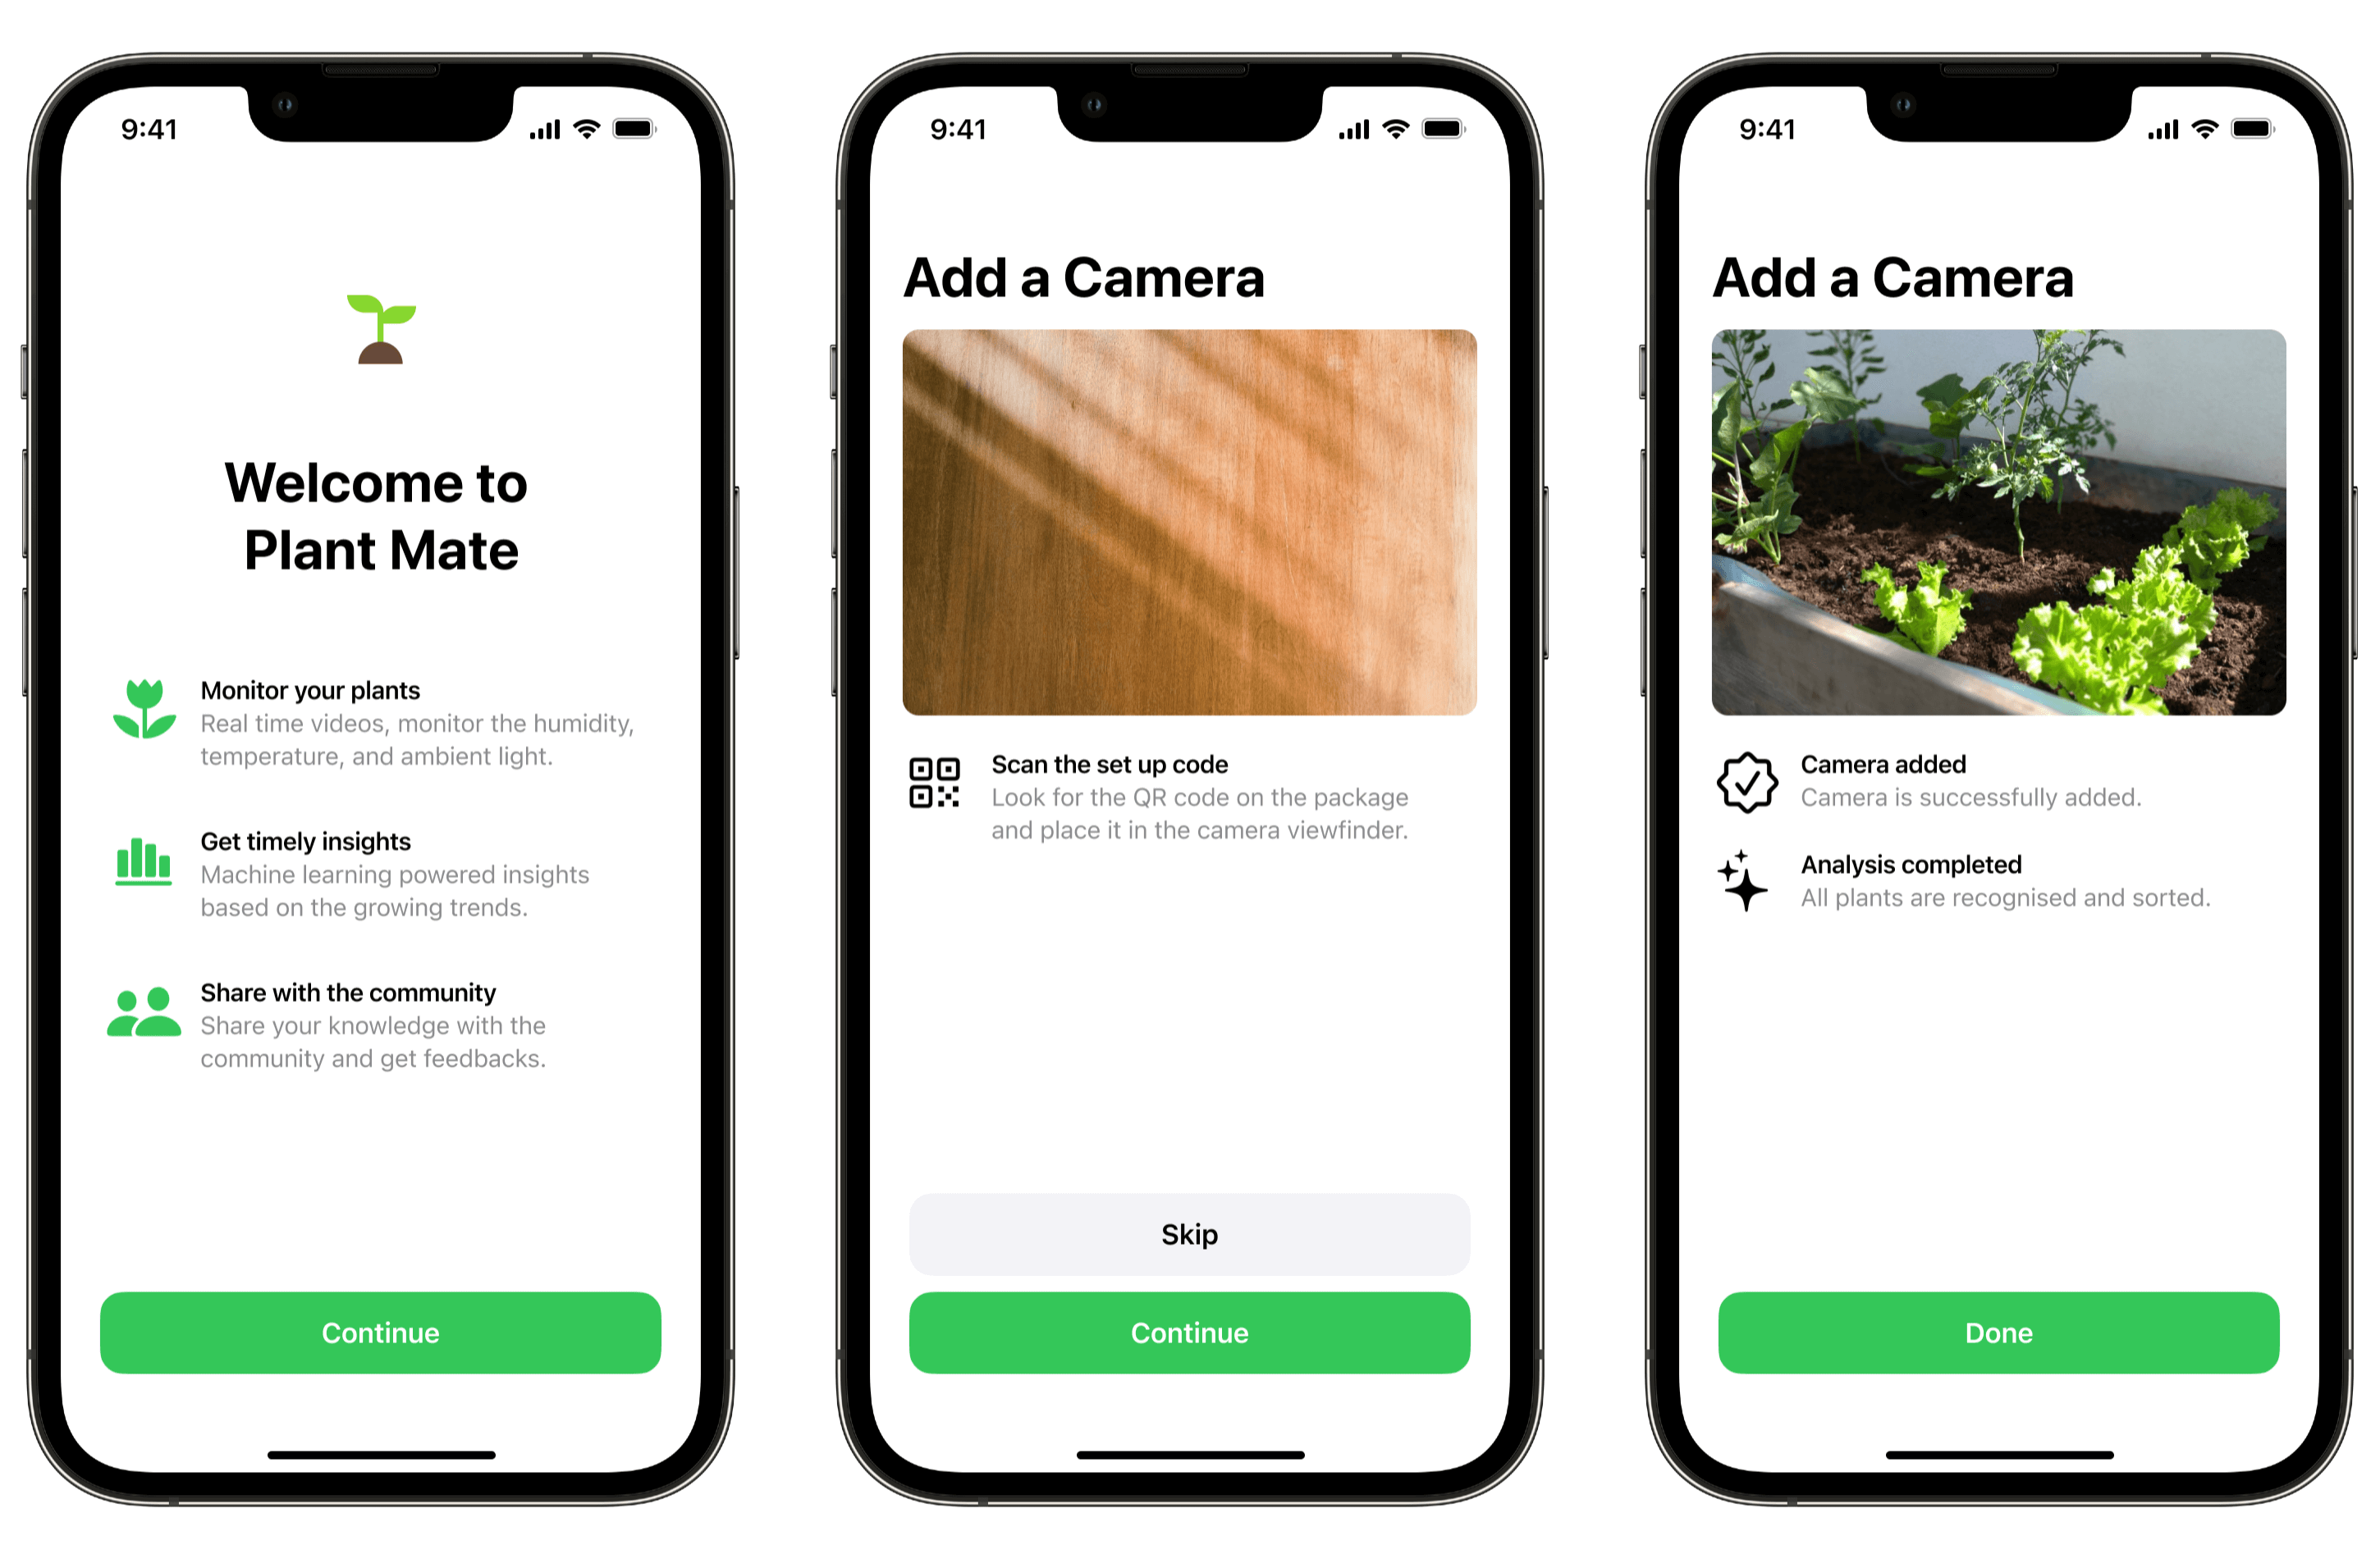 9:41
Welcome to
Plant Mate
Monitor your plants
Real time videos, monitor the humidity,
temperature, and ambient light.
Get timely insights
Machine learning powered insights
based on the growing trends.
Share with the community
Share your knowledge with the
community and get feedbacks.
Continue
9:41
Add a Camera
Scan the set up code
Look for the QR code on the package
and place it in the camera viewfinder.
Skip
Continue
9:41
Add a Camera
Camera added
Camera is successfully added.
Analysis completed
All plants are recognised and sorted.
Done